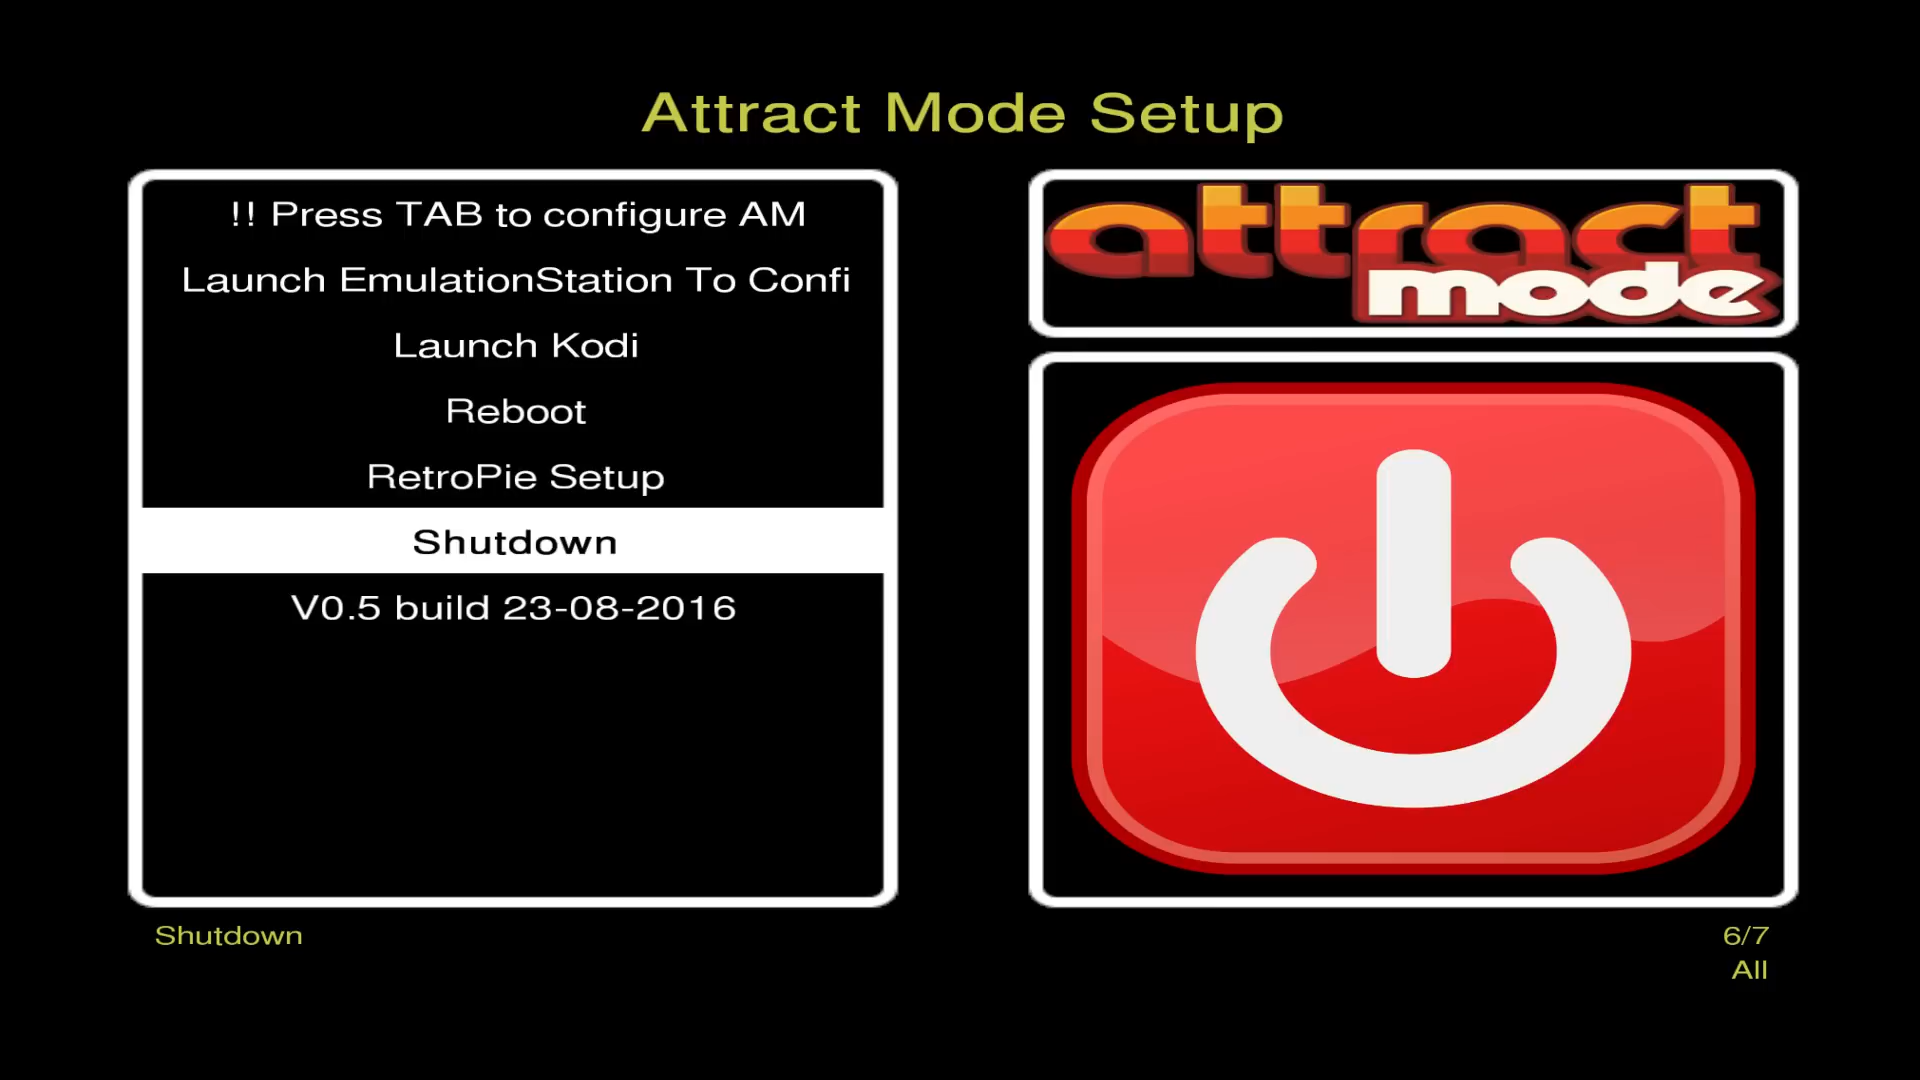 Attract Mode Setup
!! Press TAB to configure AM
Launch EmulationStation To Confi
Launch Kodi
Reboot
RetroPie Setup
Shutdown
V0.5 build 23-08-2016
attract
mode
Shutdown
6/7
All